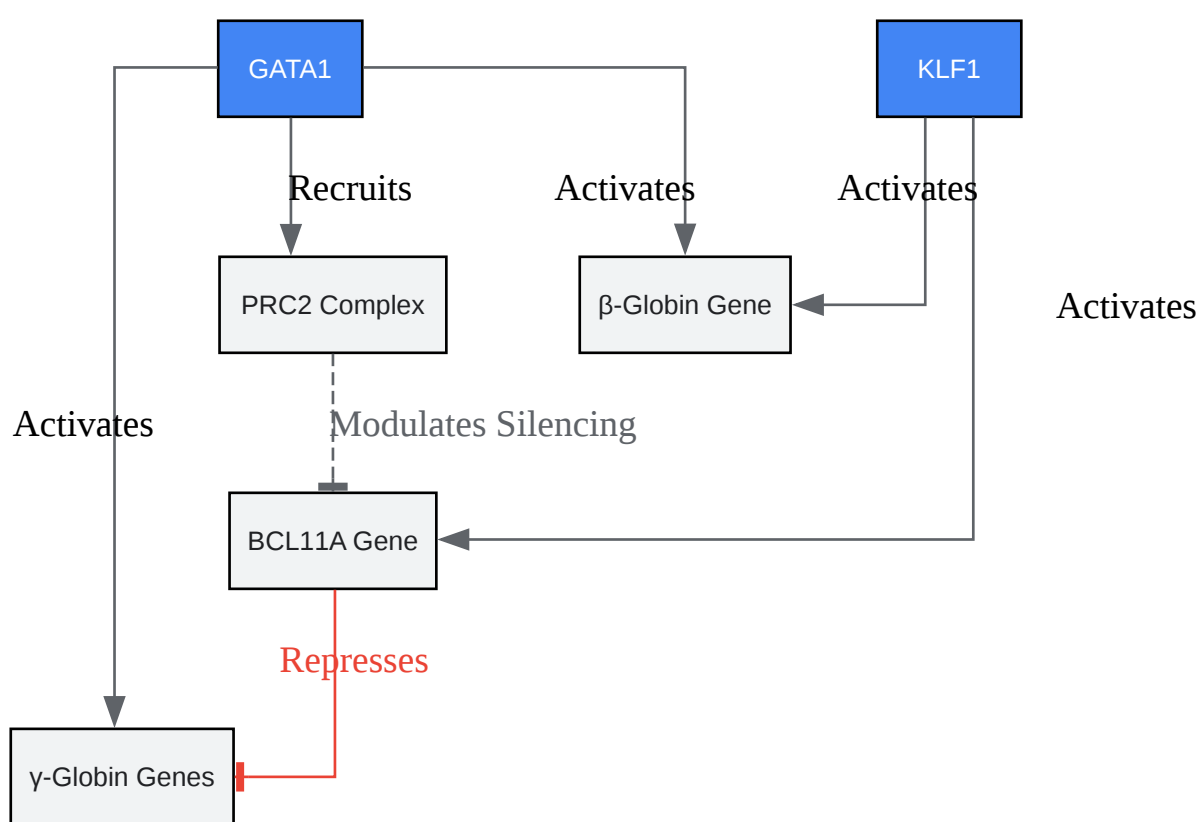 GATA1
KLF1
Recruits
Activates
Activates
PRC2 Complex
β-Globin Gene
Activates
Activates
Modulates Silencing
BCL11A Gene
Represses
γ-Globin Genes